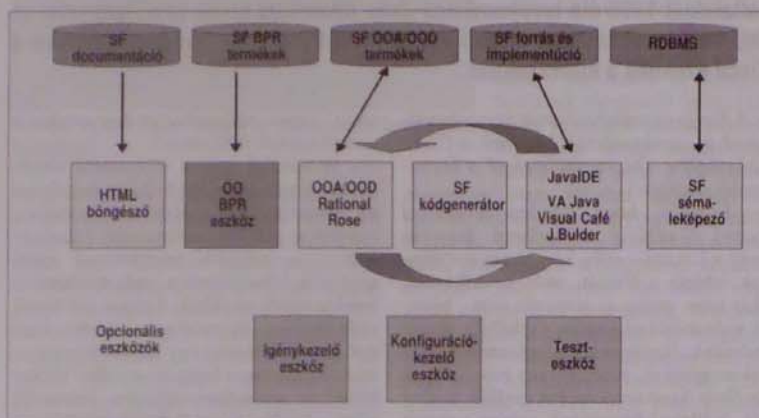 SF
documentáció
SF BPR
termékek
SF OOA/OOD
termékek
SF forrás és
implementúció
RDBMS
HTML
böngésző
OO
BPR
eszköz
OOA/OOD
Rational
Rose
SF
kódgenerátor
JavaIDE
VA Java
Visual Café
J.Bulder
SF
séma-
leképező
Opcionális
eszközök
Igénykezelő
eszköz
Konfiguráció-
kezelő
eszköz
Teszt-
eszköz